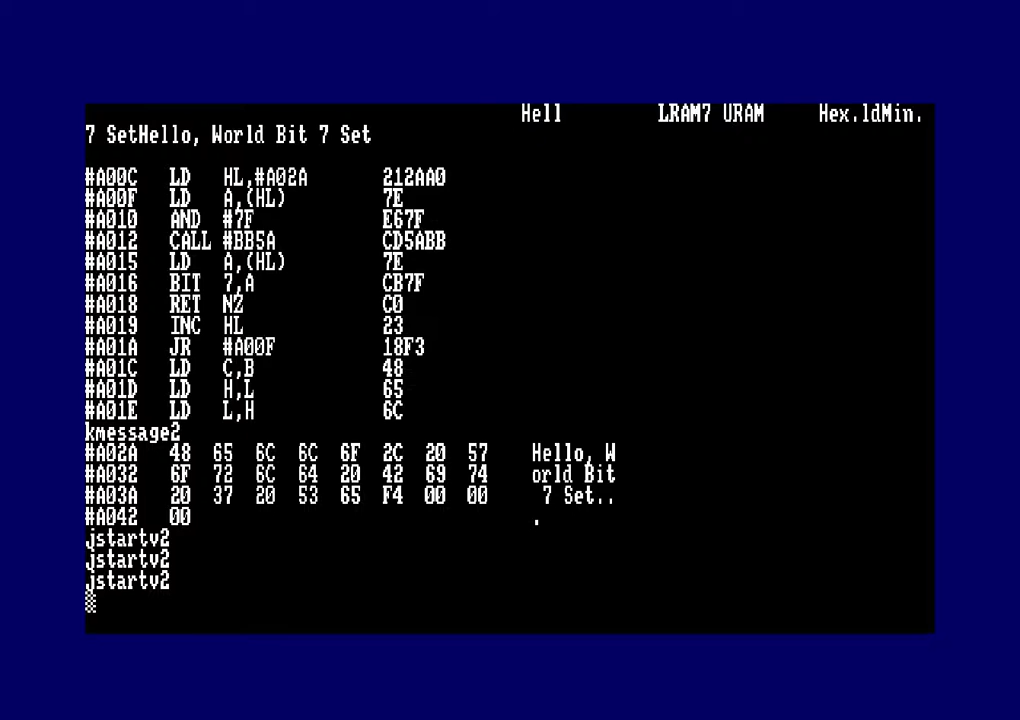 Hell LRAM7 URAM Hex.ldMin.
7 SetHello, World Bit 7 Set
#A00C LD HL,#A02A 212AA0
#A00F LD A,(HL) 7E
#A010 AND #7F E67F
#A012 CALL #BB5A CD5ABB
#A015 LD A,(HL) 7E
#A016 BIT 7,A CB7F
#A018 RET NZ C0
#A019 INC HL 23
#A01A JR #A00F 18F3
#A01C LD C,B 48
#A01D LD H,L 65
#A01E LD L,H 6C
kmessage2
#A02A 48 65 6C 6C 6F 2C 20 57 Hello, W
#A032 6F 72 6C 64 20 42 69 74 orld Bit
#A03A 20 37 20 53 65 F4 00 00 7 Set..
#A042 00 .
jstartv2
jstartv2
jstartv2